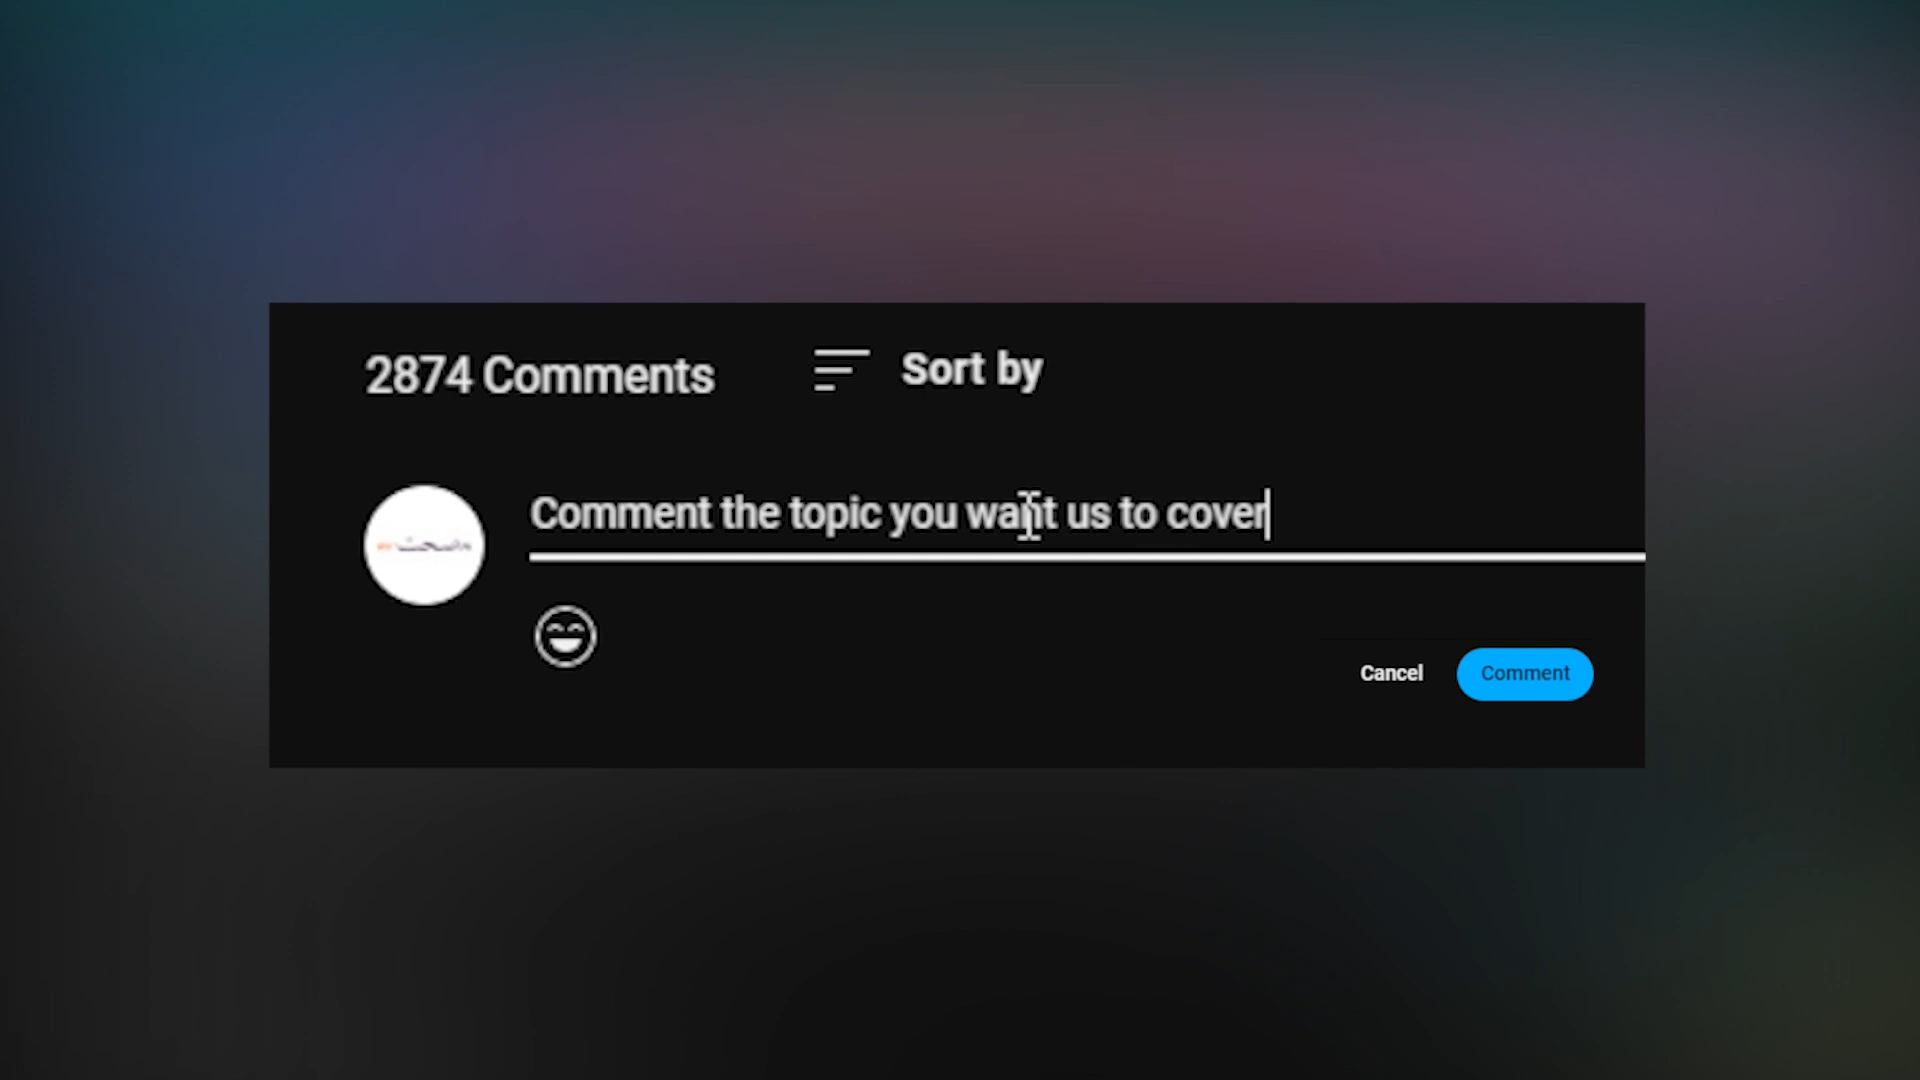 2874 Comments
Sort by
Comment the topic you want us to cover
Cancel
Comment